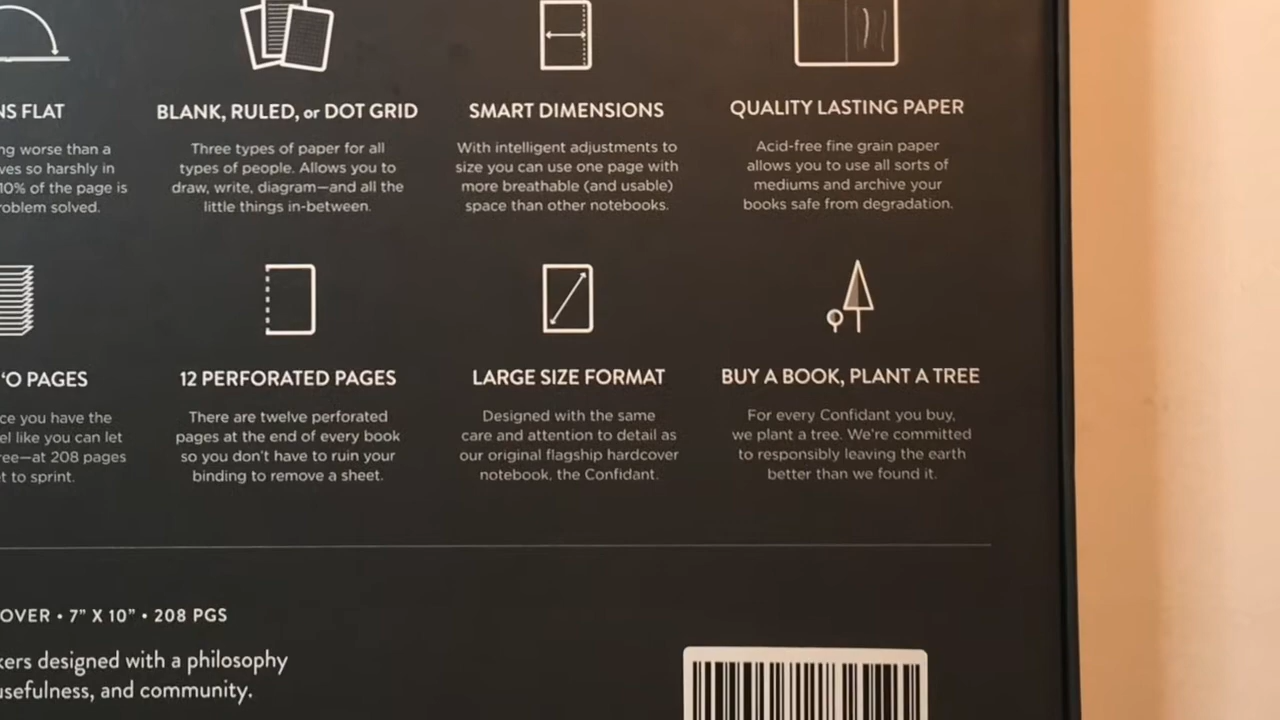 NS FLAT
ng worse than a
ves so harshly in
10% of the page is
roblem solved.
BLANK, RULED, or DOT GRID
Three types of paper for all
types of people. Allows you to
draw, write, diagram—and all the
little things in-between.
SMART DIMENSIONS
With intelligent adjustments to
size you can use one page with
more breathable (and usable)
space than other notebooks.
QUALITY LASTING PAPER
Acid-free fine grain paper
allows you to use all sorts of
mediums and archive your
books safe from degradation.
'O PAGES
ce you have the
el like you can let
ree—at 208 pages
t to sprint.
12 PERFORATED PAGES
There are twelve perforated
pages at the end of every book
so you don't have to ruin your
binding to remove a sheet.
LARGE SIZE FORMAT
Designed with the same
care and attention to detail as
our original flagship hardcover
notebook, the Confidant.
BUY A BOOK, PLANT A TREE
For every Confidant you buy,
we plant a tree. We're committed
to responsibly leaving the earth
better than we found it.
OVER • 7" X 10" • 208 PGS
kers designed with a philosophy
usefulness, and community.